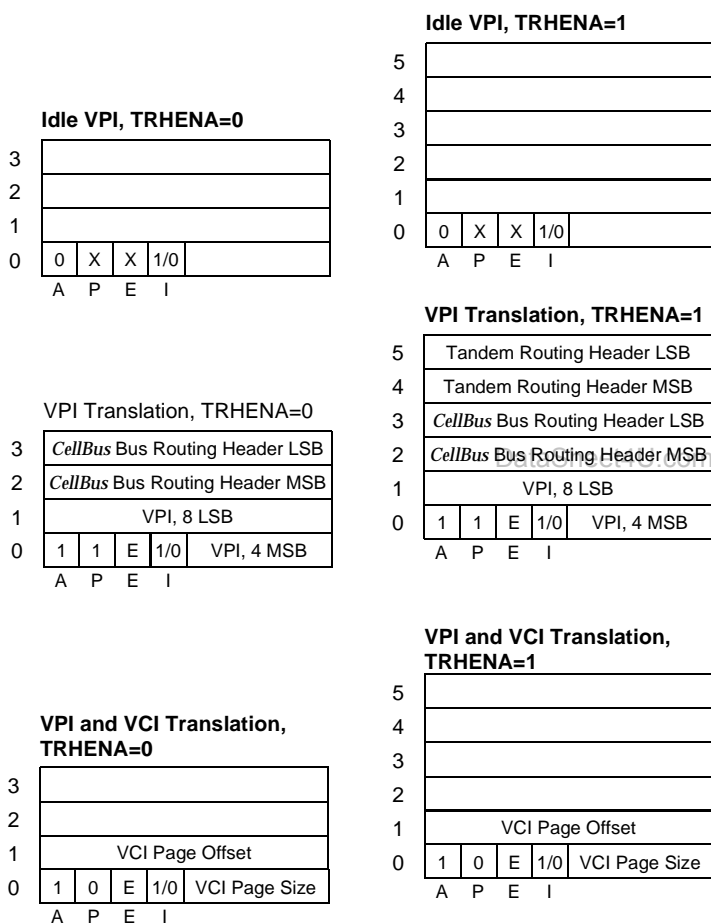 Idle VPI, TRHENA=0
3
2
1
0 0 X X 1/0
A P E I
VPI Translation, TRHENA=0
3 CellBus Bus Routing Header LSB
2 CellBus Bus Routing Header MSB
1 VPI, 8 LSB
0 1 1 E 1/0 VPI, 4 MSB
A P E I
VPI and VCI Translation,
TRHENA=0
3
2
1 VCI Page Offset
0 1 0 E 1/0 VCI Page Size
A P E I
Idle VPI, TRHENA=1
5
4
3
2
1
0 0 X X 1/0
A P E I
VPI Translation, TRHENA=1
5 Tandem Routing Header LSB
4 Tandem Routing Header MSB
3 CellBus Bus Routing Header LSB
2 CellBus Bus Routing Header MSB
DataSheet4U.com
1 VPI, 8 LSB
0 1 1 E 1/0 VPI, 4 MSB
A P E I
VPI and VCI Translation,
TRHENA=1
5
4
3
2
1 VCI Page Offset
0 1 0 E 1/0 VCI Page Size
A P E I